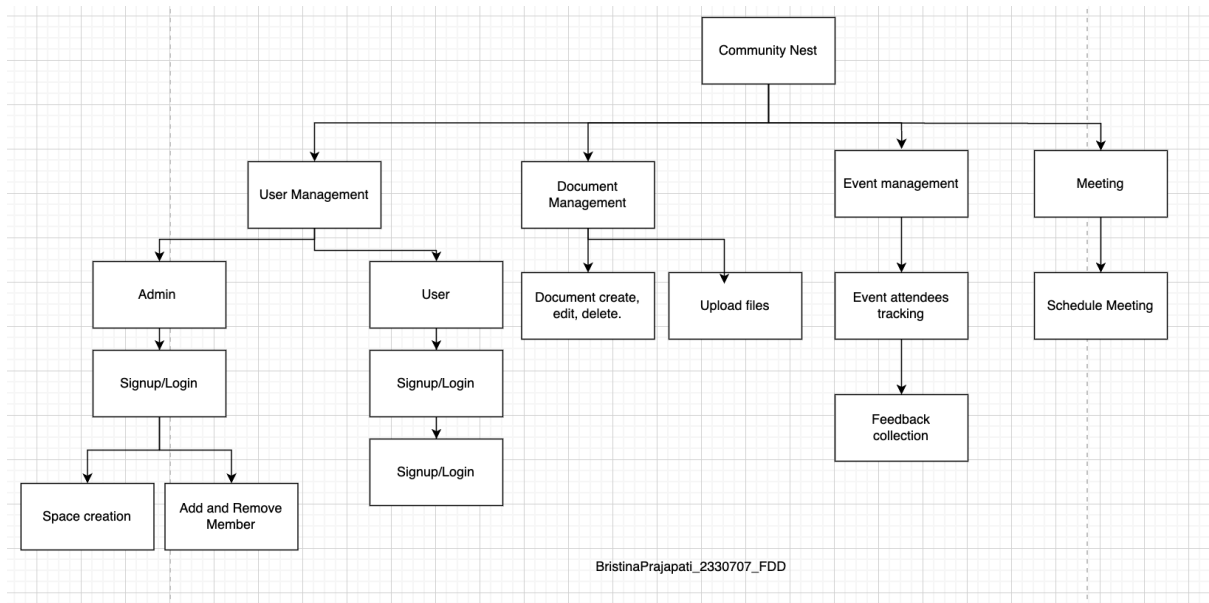 Community Nest
User Management
Document
Management
Event management
Meeting
Admin
User
Document create,
edit, delete.
Upload files
Event attendees
tracking
Schedule Meeting
Signup/Login
Signup/Login
Feedback
collection
Signup/Login
Space creation
Add and Remove
Member
BristinaPrajapati_2330707_FDD